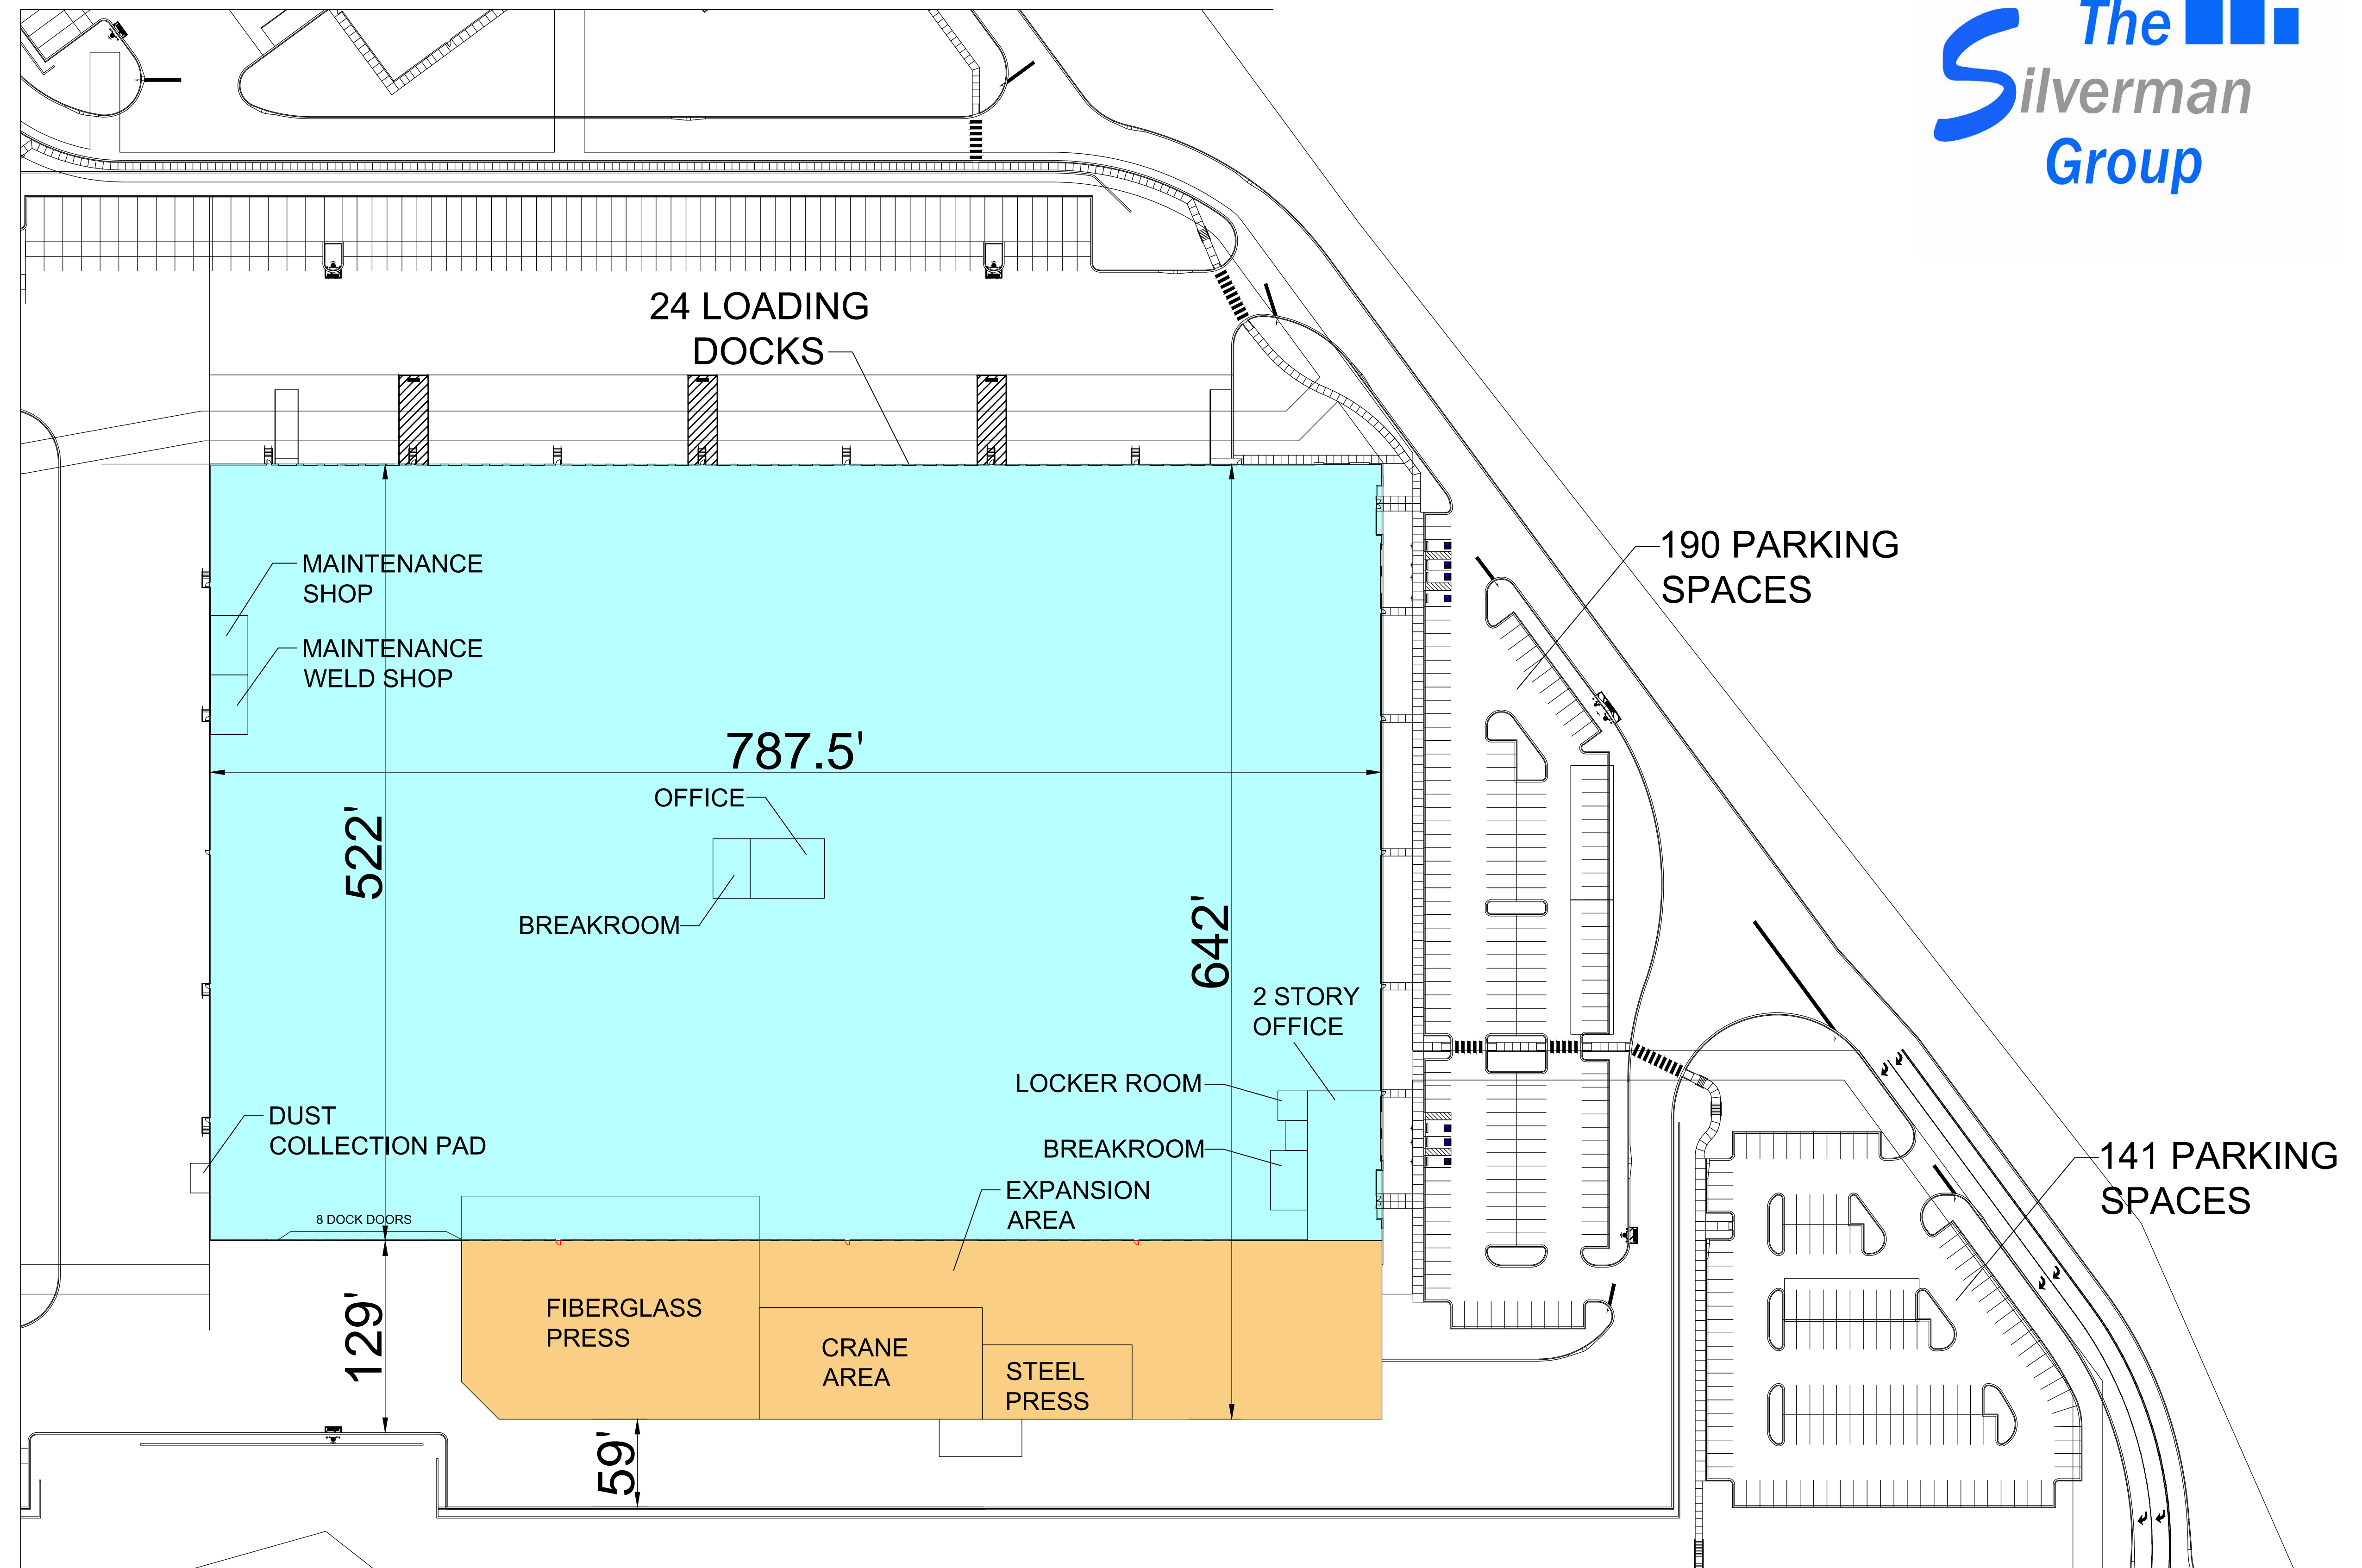 The
Silverman
Group
24 LOADING
DOCKS
MAINTENANCE
SHOP
190 PARKING
SPACES
MAINTENANCE
WELD SHOP
787.5'
OFFICE
522'
BREAKROOM
642'
2 STORY
OFFICE
LOCKER ROOM
DUST
COLLECTION PAD
BREAKROOM
141 PARKING
SPACES
EXPANSION
AREA
8 DOCK DOORS
129'
FIBERGLASS
PRESS
CRANE
AREA
STEEL
PRESS
59'